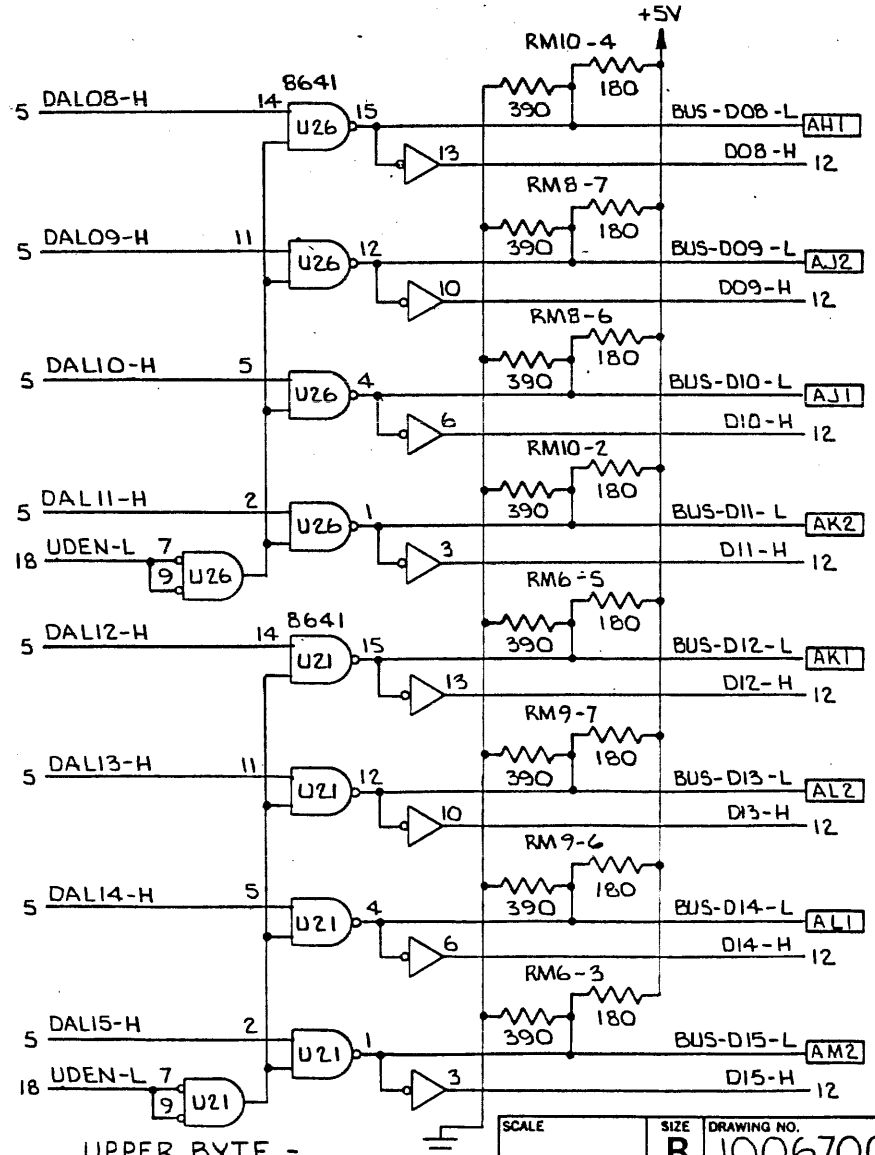 +5V
RM10-4
8641
5 DAL08-H 14 U26 15 390 180 BUS-D08-L AH1
13 D08-H 12
RM8-7
5 DAL09-H 11 U26 12 390 180 BUS-D09-L AJ2
10 D09-H 12
RM8-6
5 DAL10-H 5 U26 4 390 180 BUS-D10-L AJ1
6 D10-H 12
RM10-2
5 DAL11-H 2 U26 1 390 180 BUS-D11-L AK2
18 UDEN-L 7 9 U26 3 D11-H 12
RM6-5
8641
5 DAL12-H 14 U21 15 390 180 BUS-D12-L AK1
13 D12-H 12
RM9-7
5 DAL13-H 11 U21 12 390 180 BUS-D13-L AL2
10 D13-H 12
RM9-6
5 DAL14-H 5 U21 4 390 180 BUS-D14-L AL1
6 D14-H 12
RM6-3
5 DAL15-H 2 U21 1 390 180 BUS-D15-L AM2
18 UDEN-L 7 9 U21 3 D15-H 12
UPPER BYTE -
SCALE SIZE DRAWING NO.
B 1006700